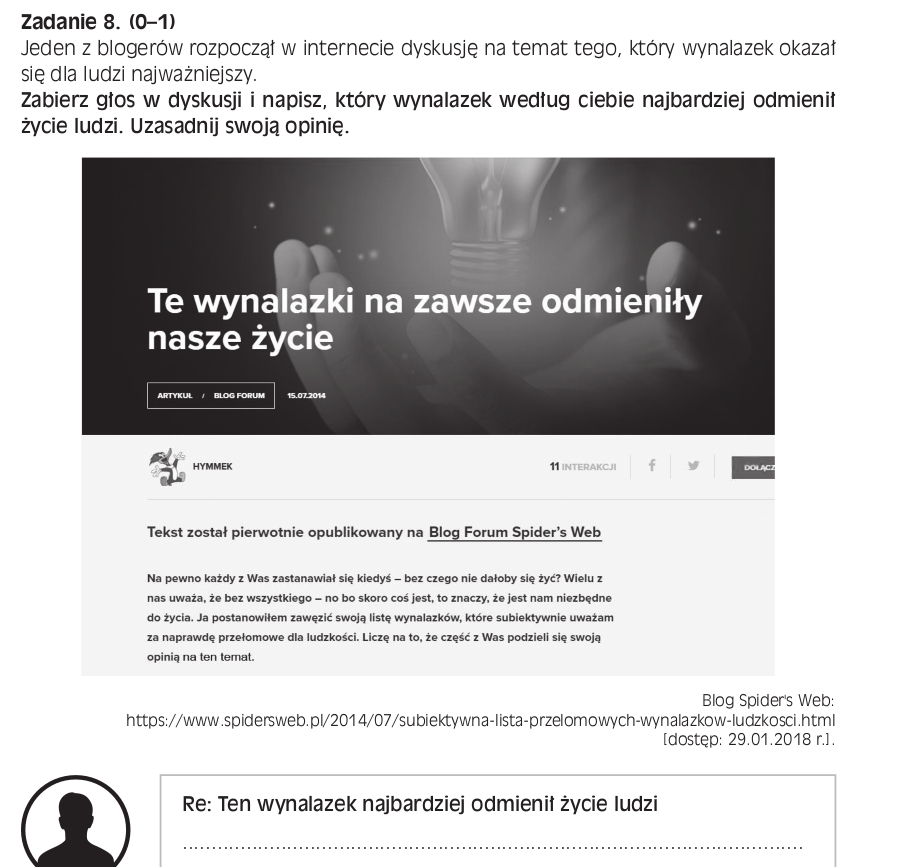 Zadanie 8. (0–1)
Jeden z blogerów rozpoczął w internecie dyskusję na temat tego, który wynalazek okazał
się dla ludzi najważniejszy.
Zabierz głos w dyskusji i napisz, który wynalazek według ciebie najbardziej odmienił
życie ludzi. Uzasadnij swoją opinię.
Te wynalazki na zawsze odmieniły
nasze życie
ARTYKUŁ / BLOG FORUM 15.07.2014
HYMMEK 11 INTERAKCJI DOŁĄCZ
Tekst został pierwotnie opublikowany na Blog Forum Spider's Web
Na pewno każdy z Was zastanawiał się kiedyś – bez czego nie dałoby się żyć? Wielu z
nas uważa, że bez wszystkiego – no bo skoro coś jest, to znaczy, że jest nam niezbędne
do życia. Ja postanowiłem zawęzić swoją listę wynalazków, które subiektywnie uważam
za naprawdę przełomowe dla ludzkości. Liczę na to, że część z Was podzieli się swoją
opinią na ten temat.
Blog Spider's Web:
https://www.spidersweb.pl/2014/07/subiektywna-lista-przelomowych-wynalazkow-ludzkosci.html
[dostęp: 29.01.2018 r.].
Re: Ten wynalazek najbardziej odmienił życie ludzi